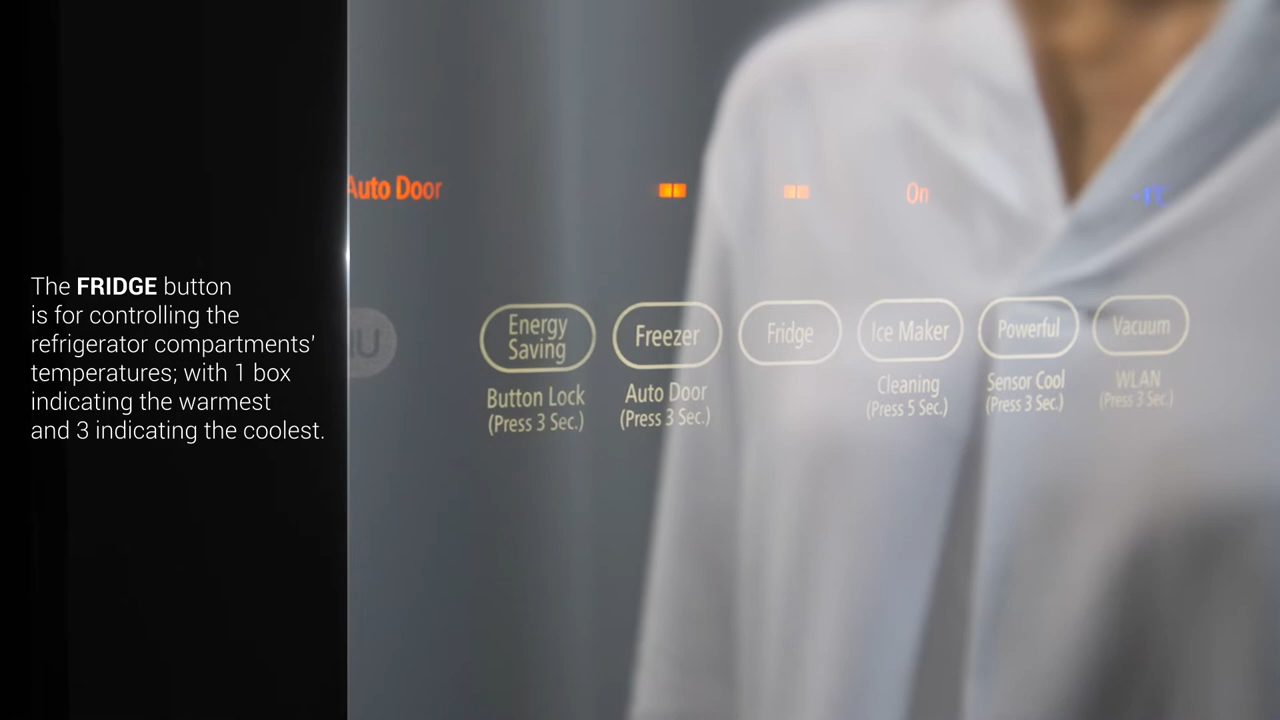 The FRIDGE button
is for controlling the
refrigerator compartments’
temperatures; with 1 box
indicating the warmest
and 3 indicating the coolest.
Auto Door
On
-1℃
Energy
Saving
Freezer
Fridge
Ice Maker
Powerful
Vacuum
Button Lock
(Press 3 Sec.)
Auto Door
(Press 3 Sec.)
Cleaning
(Press 5 Sec.)
Sensor Cool
(Press 3 Sec.)
WLAN
(Press 3 Sec.)